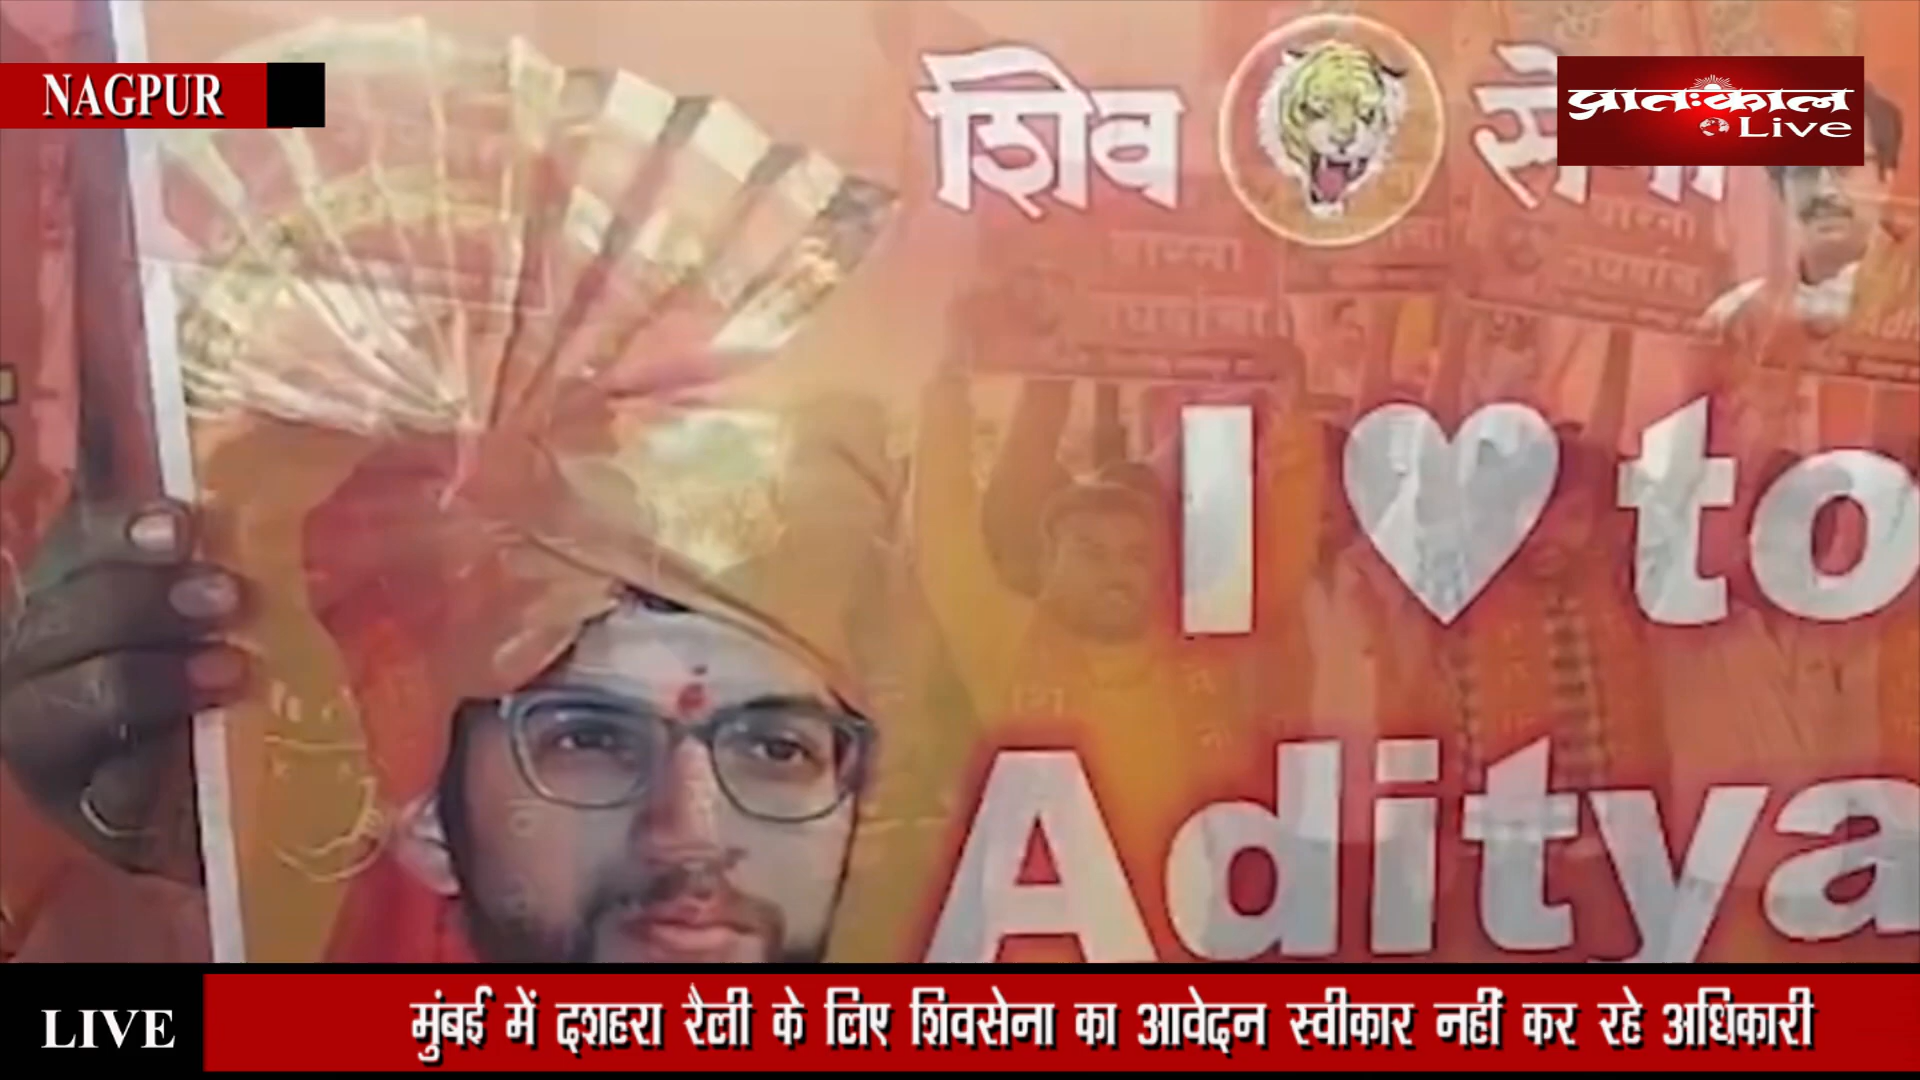 NAGPUR
शिव से
प्रातःकाल
Live
I to
Aditya
LIVE
मुंबई में दशहरा रैली के लिए शिवसेना का आवेदन स्वीकार नहीं कर रहे अधिकारी